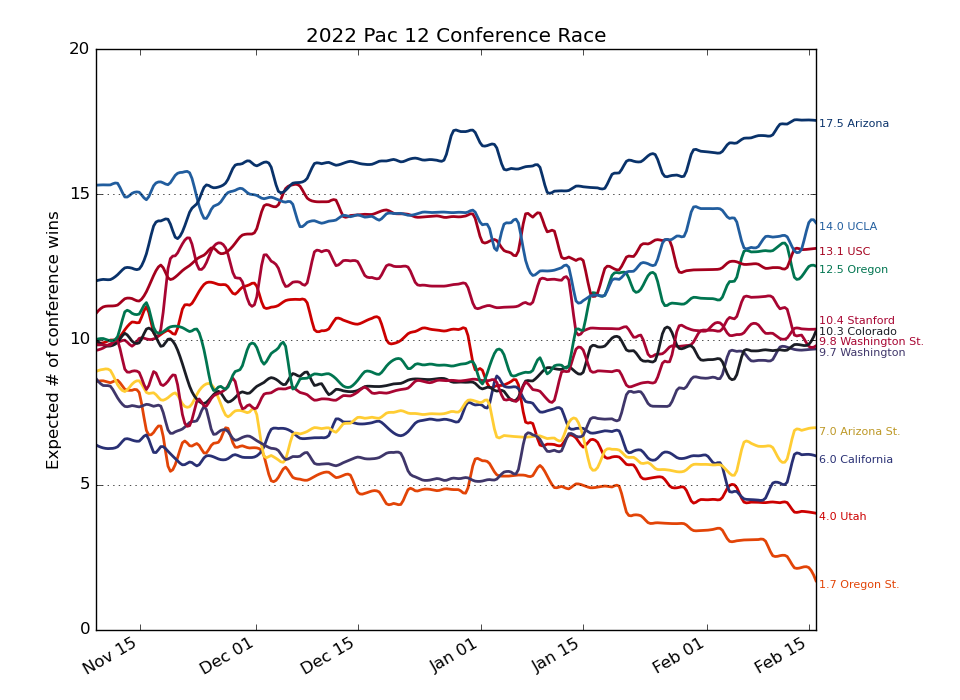 2022 Pac 12 Conference Race
Expected # of conference wins
20
15
10
5
0
Nov 15
Dec 01
Dec 15
Jan 01
Jan 15
Feb 01
Feb 15
17.5 Arizona
14.0 UCLA
13.1 USC
12.5 Oregon
10.4 Stanford
10.3 Colorado
9.8 Washington St.
9.7 Washington
7.0 Arizona St.
6.0 California
4.0 Utah
1.7 Oregon St.